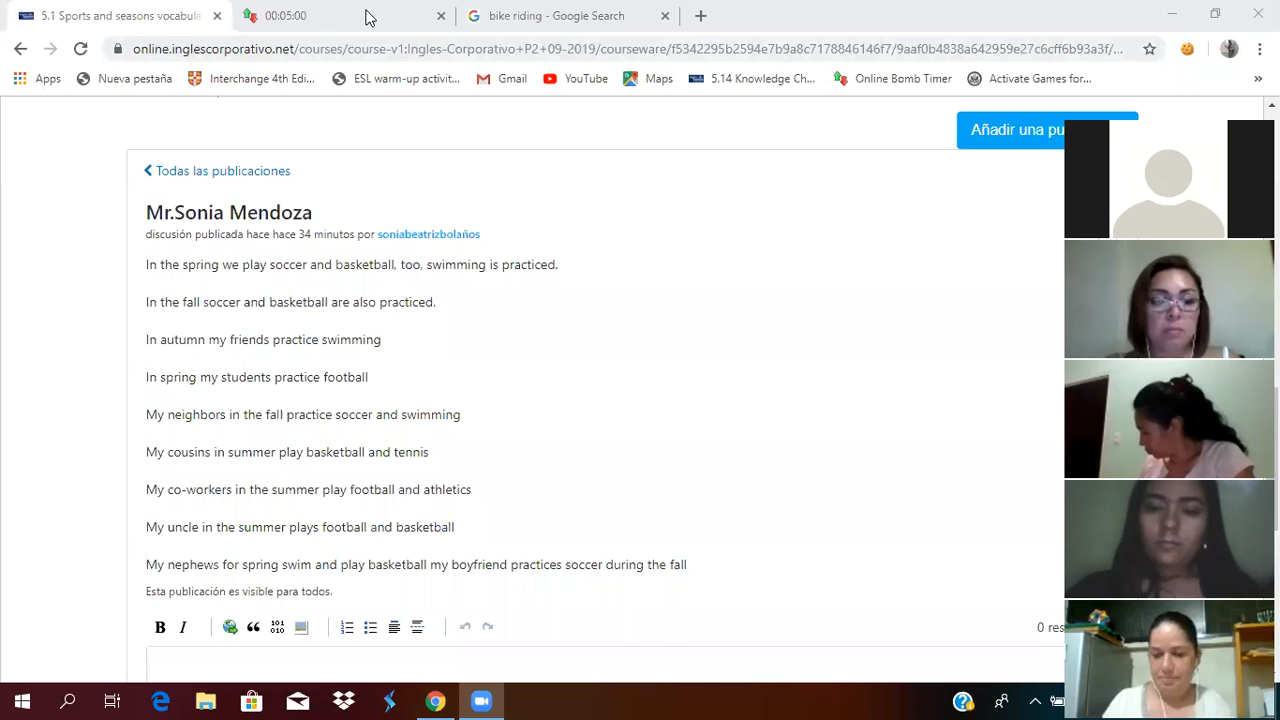 5.1 Sports and seasons vocabula
00:05:00
bike riding - Google Search
online.inglescorporativo.net/courses/course-v1:Ingles-Corporativo+P2+09-2019/courseware/f5342295b2594e7b9a8c7178846146f7/9aaf0b4838a642959e27c6cff6b93a3f/...
Apps
Nueva pestaña
Interchange 4th Edi...
ESL warm-up activit...
Gmail
YouTube
Maps
5.14 Knowledge Ch...
Online Bomb Timer
Activate Games for...
»
Añadir una pu
Todas las publicaciones
Mr.Sonia Mendoza
discusión publicada hace hace 34 minutos por soniabeatrizbolaños
In the spring we play soccer and basketball, too, swimming is practiced.
In the fall soccer and basketball are also practiced.
In autumn my friends practice swimming
In spring my students practice football
My neighbors in the fall practice soccer and swimming
My cousins in summer play basketball and tennis
My co-workers in the summer play football and athletics
My uncle in the summer plays football and basketball
My nephews for spring swim and play basketball my boyfriend practices soccer during the fall
Esta publicación es visible para todos.
B I
0 res